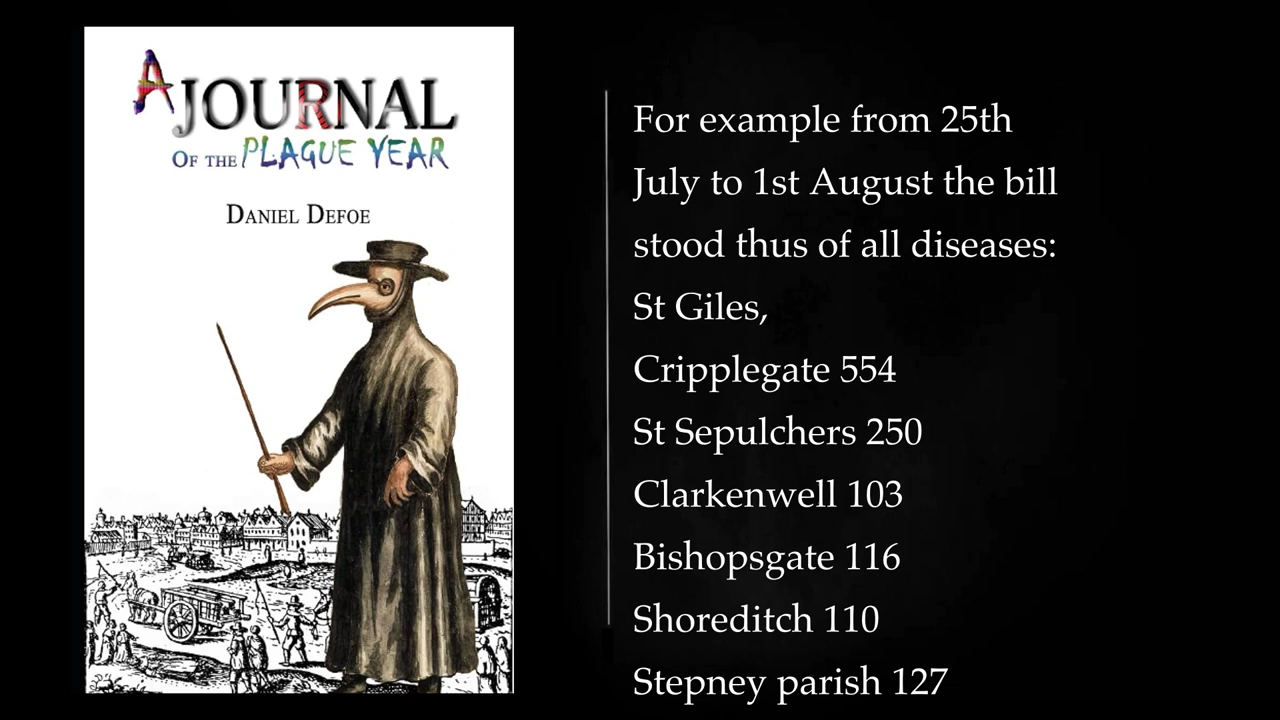 A JOURNAL
OF THE PLAGUE YEAR
DANIEL DEFOE
For example from 25th
July to 1st August the bill
stood thus of all diseases:
St Giles,
Cripplegate 554
St Sepulchers 250
Clarkenwell 103
Bishopsgate 116
Shoreditch 110
Stepney parish 127